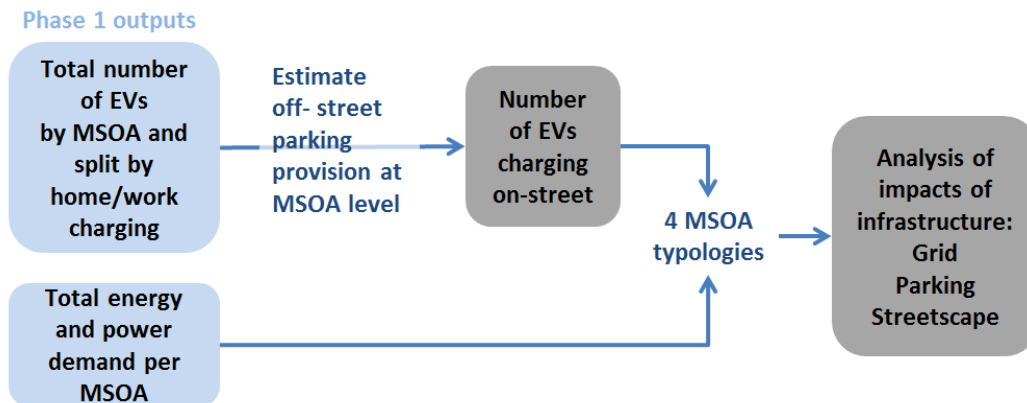 Phase 1 outputs
Total number
of EVs
by MSOA and
split by
home/work
charging
Estimate
off- street
parking
provision at
MSOA level
Number
of EVs
charging
on-street
4 MSOA
typologies
Analysis of
impacts of
infrastructure:
Grid
Parking
Streetscape
Total energy
and power
demand per
MSOA